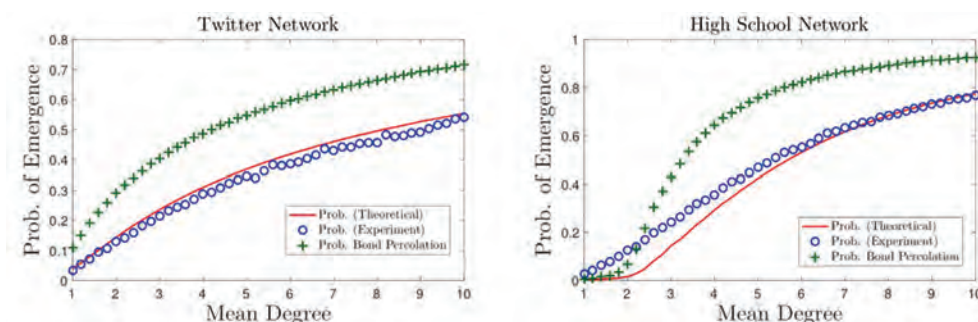 Twitter Network
Prob. of Emergence
0.8
0.7
0.6
0.5
0.4
0.3
0.2
0.1
0
Prob. (Theoretical)
Prob. (Experiment)
Prob. Bond Percolation
1 2 3 4 5 6 7 8 9 10
Mean Degree
High School Network
Prob. of Emergence
1
0.8
0.6
0.4
0.2
0
Prob. (Theoretical)
Prob. (Experiment)
Prob. Bond Percolation
1 2 3 4 5 6 7 8 9 10
Mean Degree